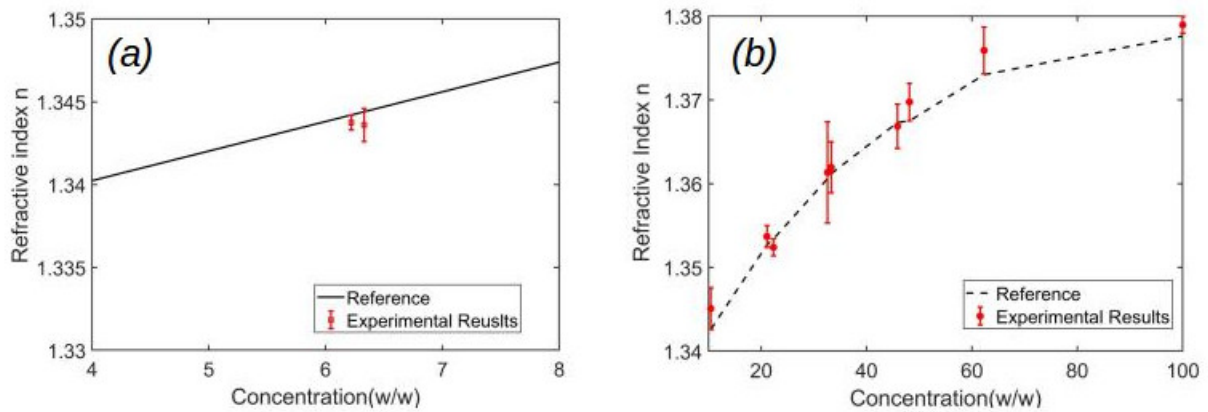 (a)
1.35
1.345
1.34
1.335
1.33
Refractive index n
4
5
6
7
8
Concentration(w/w)
Reference
Experimental Reuslts
(b)
1.38
1.37
1.36
1.35
1.34
Refractive Index n
20
40
60
80
100
Concentration(w/w)
Reference
Experimental Results